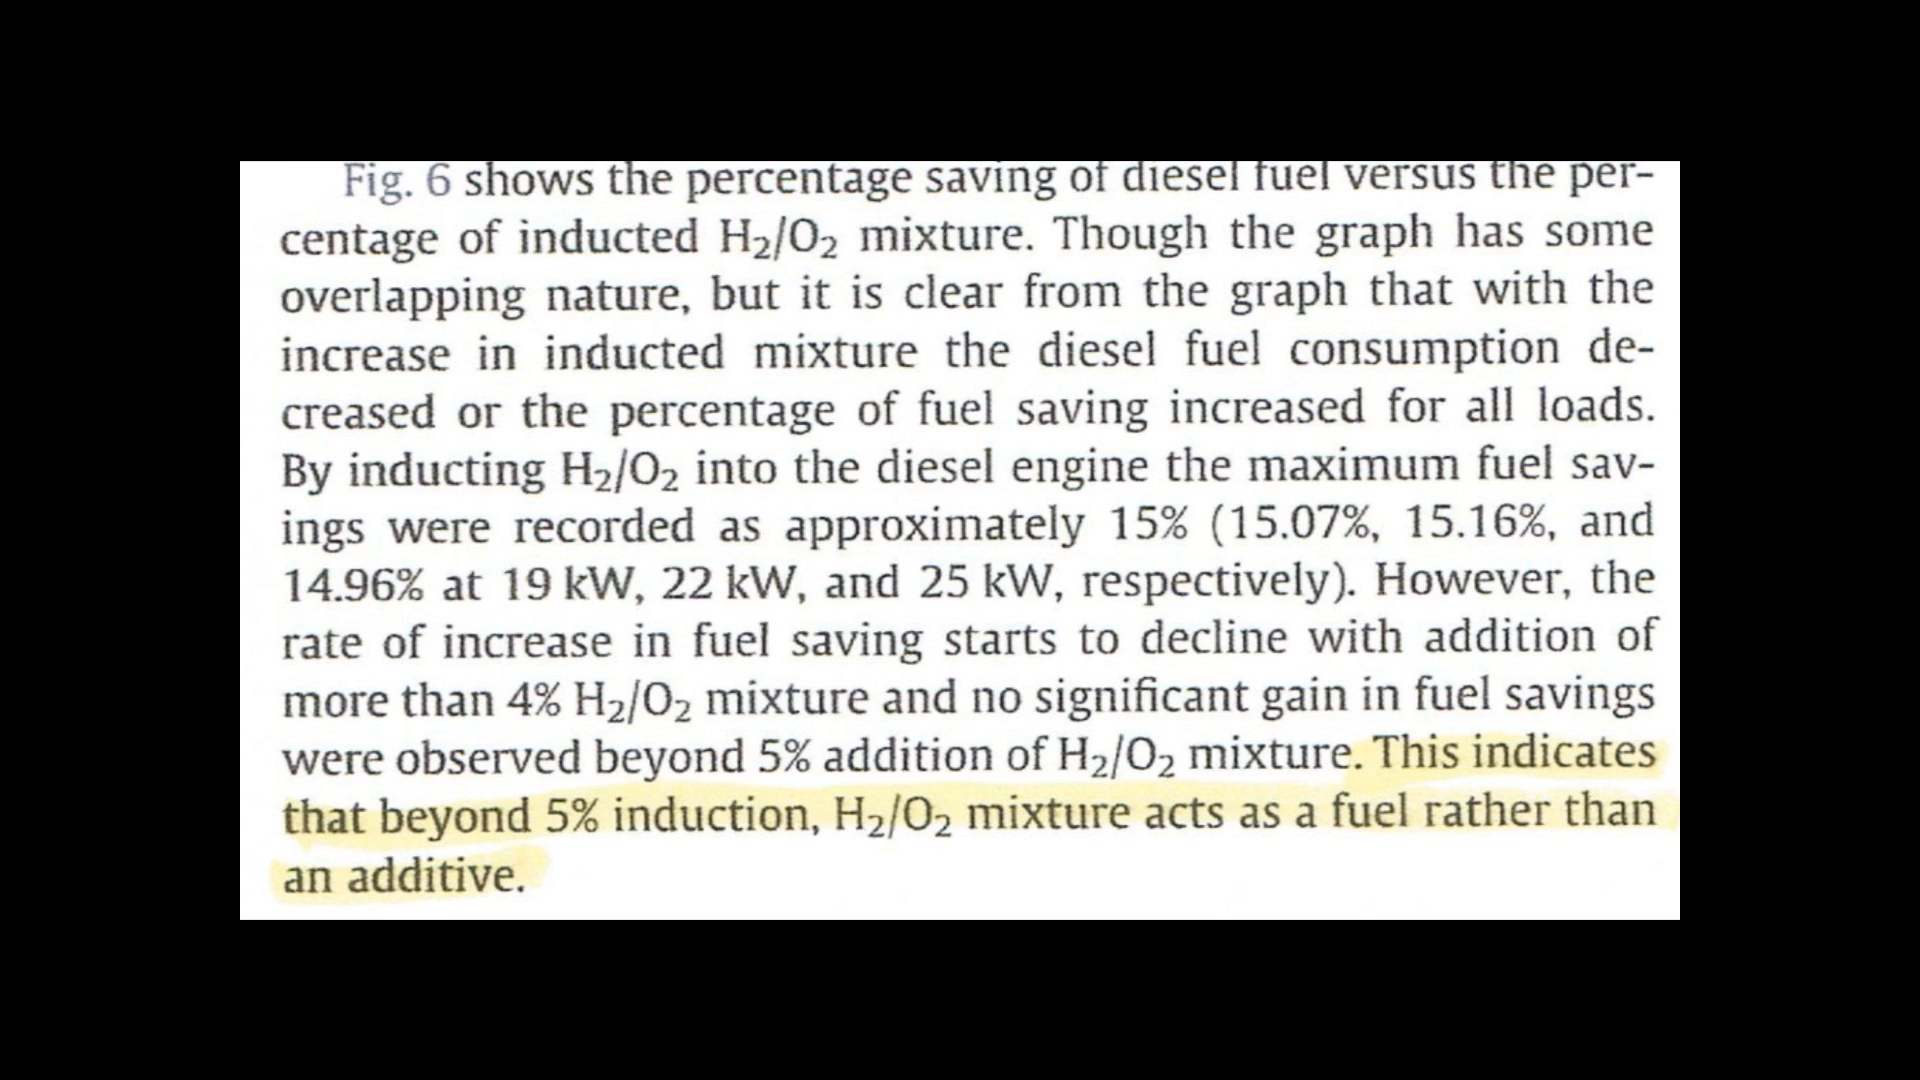 Fig. 6 shows the percentage saving of diesel fuel versus the per-
centage of inducted H₂/O₂ mixture. Though the graph has some
overlapping nature, but it is clear from the graph that with the
increase in inducted mixture the diesel fuel consumption de-
creased or the percentage of fuel saving increased for all loads.
By inducting H₂/O₂ into the diesel engine the maximum fuel sav-
ings were recorded as approximately 15% (15.07%, 15.16%, and
14.96% at 19 kW, 22 kW, and 25 kW, respectively). However, the
rate of increase in fuel saving starts to decline with addition of
more than 4% H₂/O₂ mixture and no significant gain in fuel savings
were observed beyond 5% addition of H₂/O₂ mixture. This indicates
that beyond 5% induction, H₂/O₂ mixture acts as a fuel rather than
an additive.